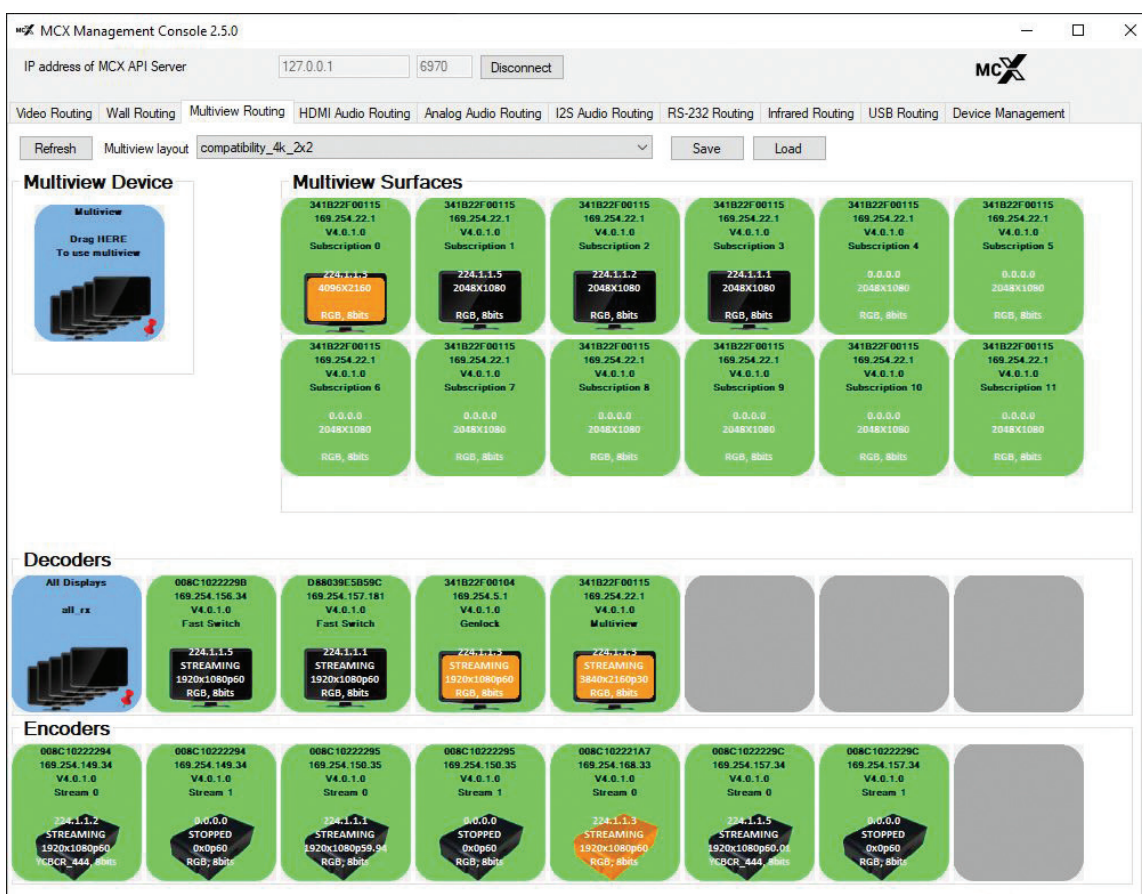 MCX MCX Management Console 2.5.0
IP address of MCX API Server 127.0.0.1 6970 Disconnect MCX
Video Routing Wall Routing Multiview Routing HDMI Audio Routing Analog Audio Routing I2S Audio Routing RS-232 Routing Infrared Routing USB Routing Device Management
Refresh Multiview layout compatibility_4k_2x2 Save Load
Multiview Device
Multiview
Drag HERE
To use multiview
Multiview Surfaces
341B22F00115
169.254.22.1
V4.0.1.0
Subscription 0
224.1.1.3
4096X2160
RGB, 8bits
341B22F00115
169.254.22.1
V4.0.1.0
Subscription 1
224.1.1.5
2048X1080
RGB, 8bits
341B22F00115
169.254.22.1
V4.0.1.0
Subscription 2
224.1.1.2
2048X1080
RGB, 8bits
341B22F00115
169.254.22.1
V4.0.1.0
Subscription 3
224.1.1.1
2048X1080
RGB, 8bits
341B22F00115
169.254.22.1
V4.0.1.0
Subscription 4
0.0.0.0
2048X1080
RGB, 8bits
341B22F00115
169.254.22.1
V4.0.1.0
Subscription 5
0.0.0.0
2048X1080
RGB, 8bits
341B22F00115
169.254.22.1
V4.0.1.0
Subscription 6
0.0.0.0
2048X1080
RGB, 8bits
341B22F00115
169.254.22.1
V4.0.1.0
Subscription 7
0.0.0.0
2048X1080
RGB, 8bits
341B22F00115
169.254.22.1
V4.0.1.0
Subscription 8
0.0.0.0
2048X1080
RGB, 8bits
341B22F00115
169.254.22.1
V4.0.1.0
Subscription 9
0.0.0.0
2048X1080
RGB, 8bits
341B22F00115
169.254.22.1
V4.0.1.0
Subscription 10
0.0.0.0
2048X1080
RGB, 8bits
341B22F00115
169.254.22.1
V4.0.1.0
Subscription 11
0.0.0.0
2048X1080
RGB, 8bits
Decoders
All Displays
all_rx
008C1022229B
169.254.156.34
V4.0.1.0
Fast Switch
224.1.1.5
STREAMING
1920x1080p60
RGB, 8bits
D88039E5B59C
169.254.157.181
V4.0.1.0
Fast Switch
224.1.1.1
STREAMING
1920x1080p60
RGB, 8bits
341B22F00104
169.254.5.1
V4.0.1.0
Genlock
224.1.1.3
STREAMING
1920x1080p60
RGB, 8bits
341B22F00115
169.254.22.1
V4.0.1.0
Multiview
224.1.1.3
STREAMING
3840x2160p30
RGB, 8bits
Encoders
008C10222294
169.254.149.34
V4.0.1.0
Stream 0
224.1.1.2
STREAMING
1920x1080p60
YCBCR_444, 8bits
008C10222294
169.254.149.34
V4.0.1.0
Stream 1
0.0.0.0
STOPPED
0x0p60
RGB, 8bits
008C10222295
169.254.150.35
V4.0.1.0
Stream 0
224.1.1.1
STREAMING
1920x1080p59.94
RGB, 8bits
008C10222295
169.254.150.35
V4.0.1.0
Stream 1
0.0.0.0
STOPPED
0x0p60
RGB, 8bits
008C102221A7
169.254.168.33
V4.0.1.0
Stream 0
224.1.1.3
STREAMING
1920x1080p60
RGB, 8bits
008C1022229C
169.254.157.34
V4.0.1.0
Stream 0
224.1.1.5
STREAMING
1920x1080p60.01
YCBCR_444, 8bits
008C1022229C
169.254.157.34
V4.0.1.0
Stream 1
0.0.0.0
STOPPED
0x0p60
RGB, 8bits